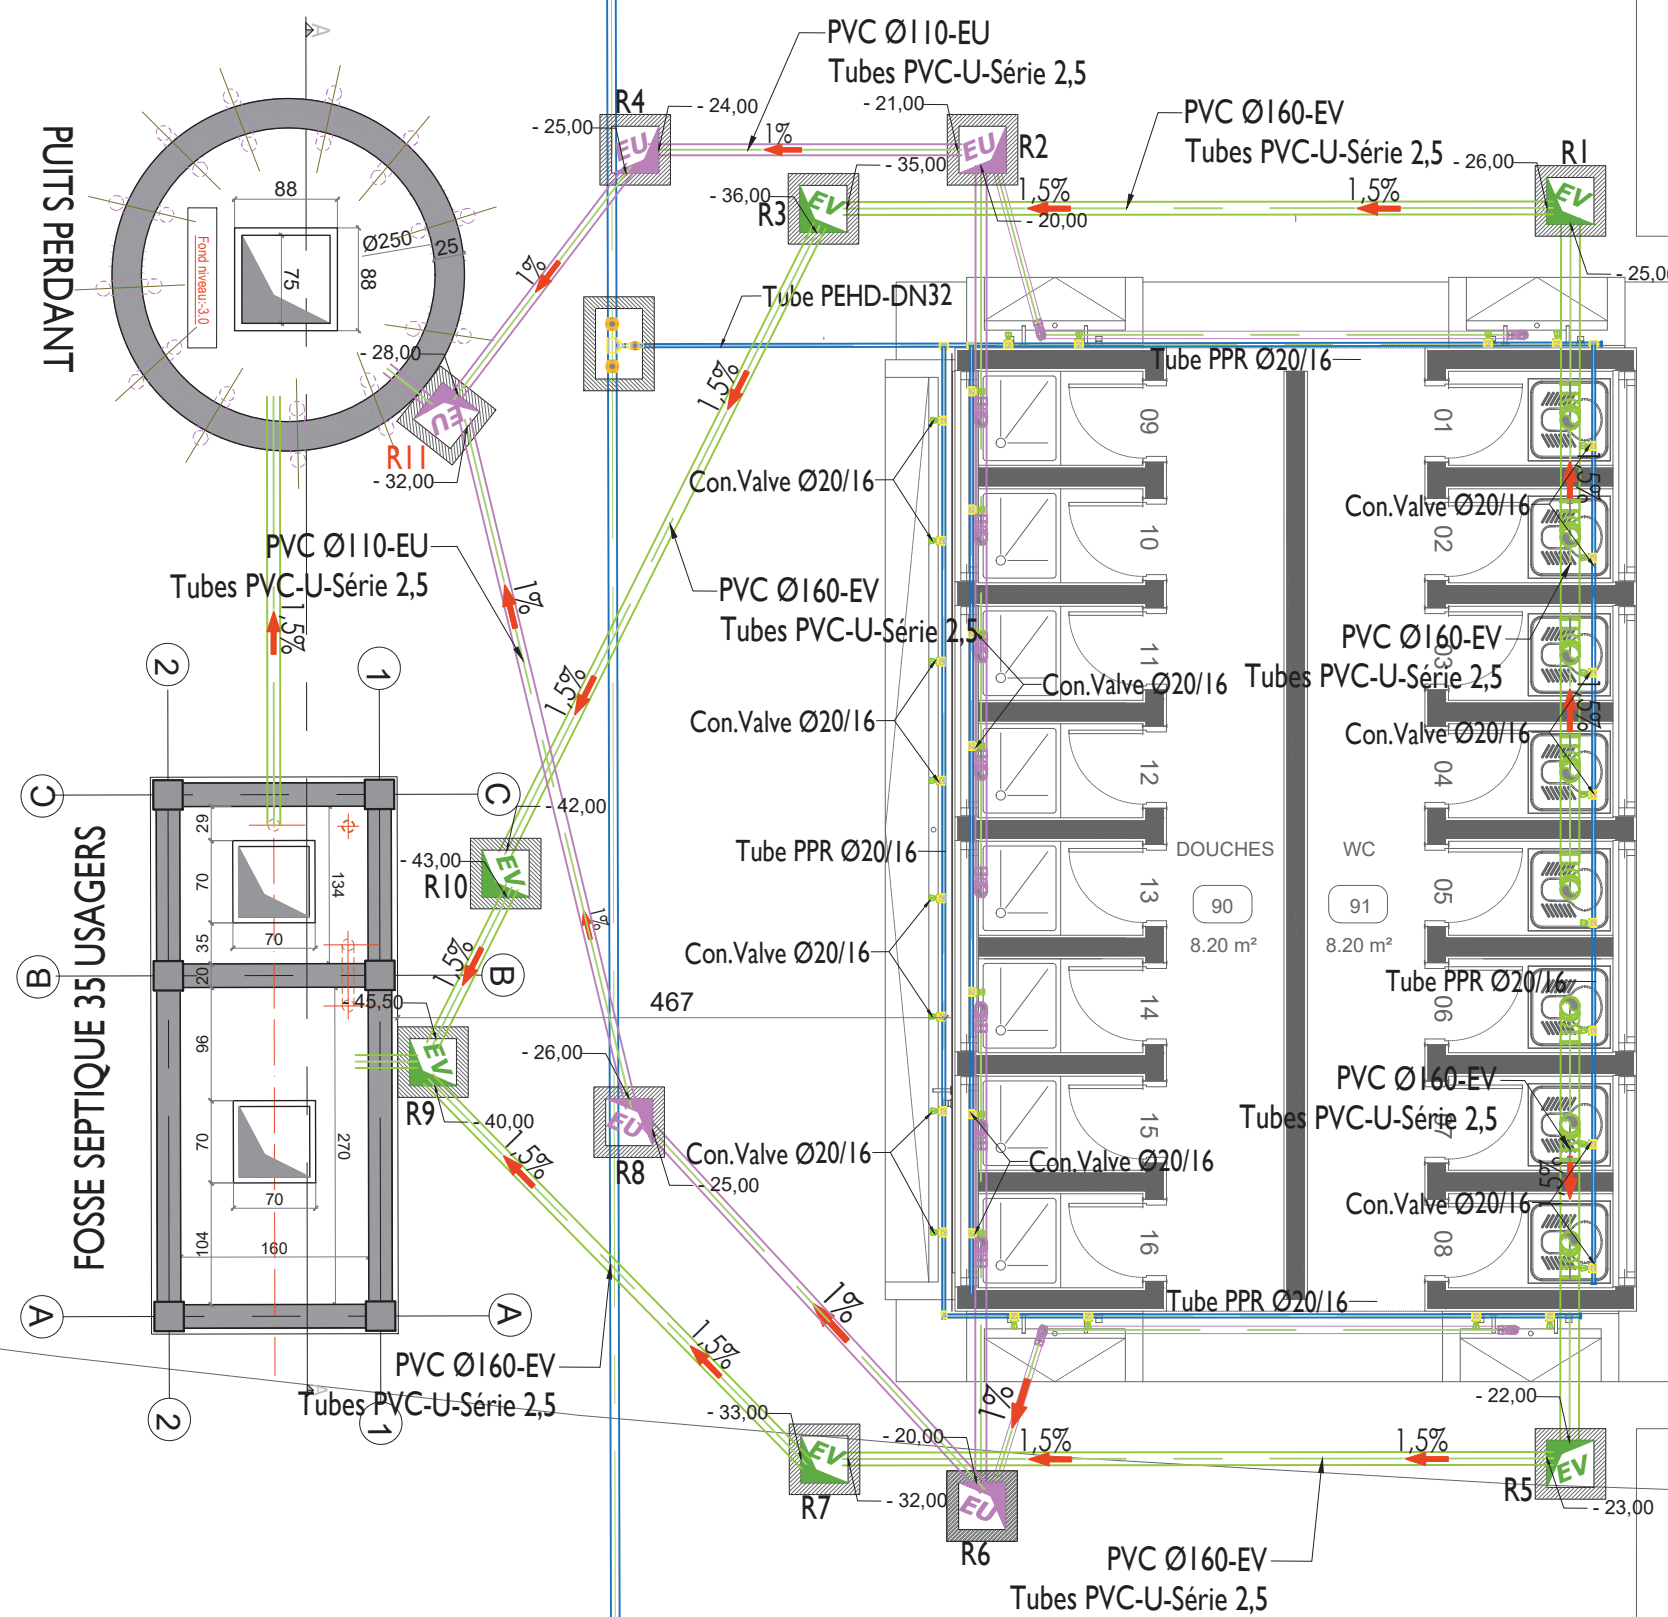 A
PVC Ø110-EU
Tubes PVC-U-Série 2,5
R4
- 24,00
- 25,00
EU
1%
- 21,00
EU
R2
- 20,00
PVC Ø160-EV
Tubes PVC-U-Série 2,5
- 26,00
R1
EV
- 25,0
1,5%
1,5%
- 35,00
- 36,00
R3
EV
PUITS PERDANT
88
75
88
Ø250
25
Fond niveau:-3.0
1%
- 28,00
EU
R11
- 32,00
Tube PEHD-DN32
1,5%
Tube PPR Ø20/16
09
10
11
12
13
14
15
16
01
02
03
04
05
06
07
08
Con.Valve Ø20/16
Con.Valve Ø20/16
1,5%
PVC Ø110-EU
Tubes PVC-U-Série 2,5
1%
1,5%
PVC Ø160-EV
Tubes PVC-U-Série 2,5
PVC Ø160-EV
Tubes PVC-U-Série 2,5
1,5%
Con.Valve Ø20/16
Con.Valve Ø20/16
Con.Valve Ø20/16
1,5%
2
1
C
C
- 42,00
- 43,00
R10
EV
Tube PPR Ø20/16
DOUCHES
90
8.20 m²
WC
91
8.20 m²
FOSSE SEPTIQUE 35 USAGERS
29
70
134
70
35
20
B
B
1,5%
1%
Con.Valve Ø20/16
Tube PPR Ø20/16
467
- 45,50
96
EV
R9
- 40,00
- 26,00
EU
R8
- 25,00
70
270
70
104
160
1,5%
Con.Valve Ø20/16
Con.Valve Ø20/16
PVC Ø160-EV
Tubes PVC-U-Série 2,5
1,5%
Con.Valve Ø20/16
A
A
Tube PPR Ø20/16
1%
1,5%
PVC Ø160-EV
Tubes PVC-U-Série 2,5
A
2
1
- 33,00
EV
R7
- 32,00
1%
- 20,00
EU
R6
1,5%
1,5%
- 22,00
R5
EV
- 23,00
PVC Ø160-EV
Tubes PVC-U-Série 2,5